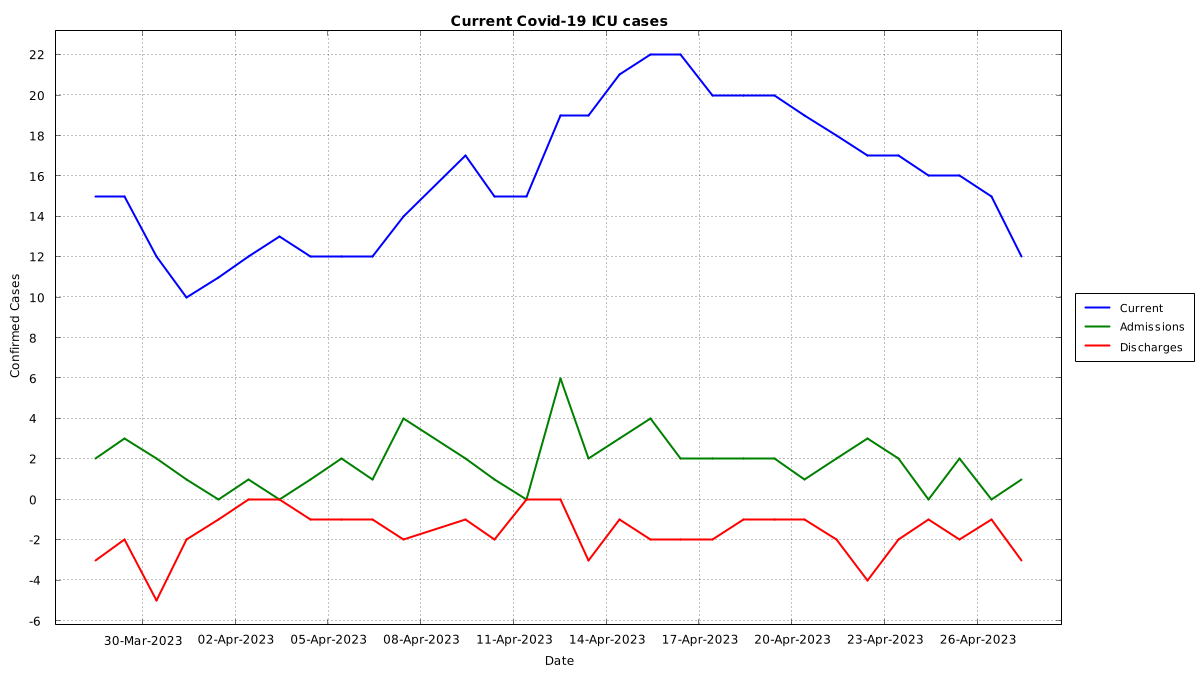 Current Covid-19 ICU cases
Confirmed Cases
22
20
18
16
14
12
10
8
6
4
2
0
-2
-4
-6
30-Mar-2023 02-Apr-2023 05-Apr-2023 08-Apr-2023 11-Apr-2023 14-Apr-2023 17-Apr-2023 20-Apr-2023 23-Apr-2023 26-Apr-2023
Date
Current
Admissions
Discharges